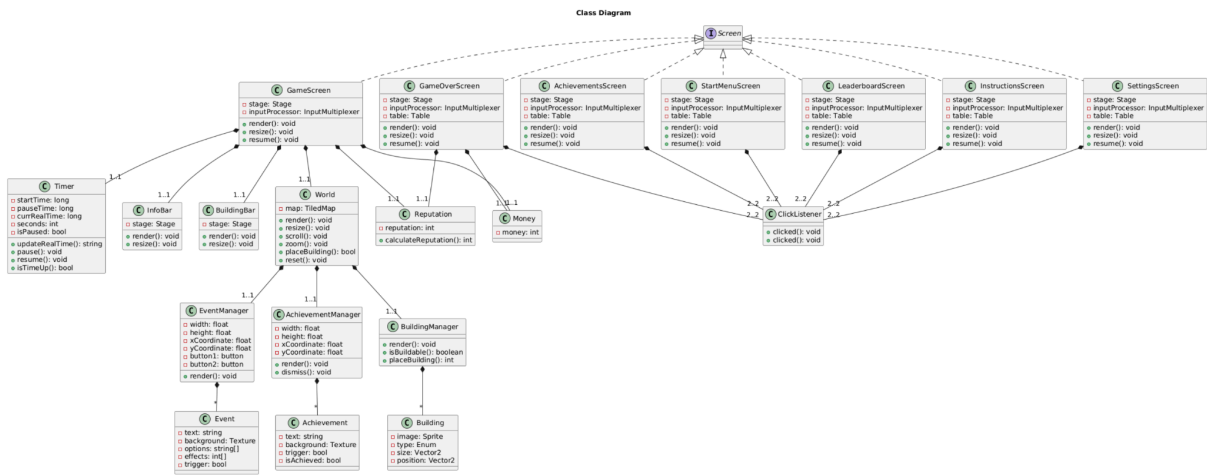 Class Diagram
I Screen
C GameScreen
stage: Stage
inputProcessor: InputMultiplexer
render(): void
resize(): void
resume(): void
C GameOverScreen
stage: Stage
inputProcessor: InputMultiplexer
table: Table
render(): void
resize(): void
resume(): void
C AchievementsScreen
stage: Stage
inputProcessor: InputMultiplexer
table: Table
render(): void
resize(): void
resume(): void
C StartMenuScreen
stage: Stage
inputProcessor: InputMultiplexer
table: Table
render(): void
resize(): void
resume(): void
C LeaderboardScreen
stage: Stage
inputProcessor: InputMultiplexer
table: Table
render(): void
resize(): void
resume(): void
C InstructionsScreen
stage: Stage
inputProcessor: InputMultiplexer
table: Table
render(): void
resize(): void
resume(): void
C SettingsScreen
stage: Stage
inputProcessor: InputMultiplexer
table: Table
render(): void
resize(): void
resume(): void
1..1
1..1
1..1
1..1
1..1
1..1
1..1
1..1
2..2
2..2
2..2
2..2
2..2
2..2
C Timer
startTime: long
pauseTime: long
currRealTime: long
seconds: int
isPaused: bool
updateRealTime(): string
pause(): void
resume(): void
isTimeUp(): bool
C InfoBar
stage: Stage
render(): void
resize(): void
C BuildingBar
stage: Stage
render(): void
resize(): void
C World
map: TiledMap
render(): void
resize(): void
scroll(): void
zoom(): void
placeBuilding(): bool
reset(): void
C Reputation
reputation: int
calculateReputation(): int
C Money
money: int
C ClickListener
clicked(): void
clicked(): void
1..1
1..1
1..1
C EventManager
width: float
height: float
xCoordinate: float
yCoordinate: float
button1: button
button2: button
render(): void
C AchievementManager
width: float
height: float
xCoordinate: float
yCoordinate: float
render(): void
dismiss(): void
C BuildingManager
render(): void
isBuildable(): boolean
placeBuilding(): int
*
*
*
C Event
text: string
background: Texture
options: string[]
effects: int[]
trigger: bool
C Achievement
text: string
background: Texture
trigger: bool
isAchieved: bool
C Building
image: Sprite
type: Enum
size: Vector2
position: Vector2